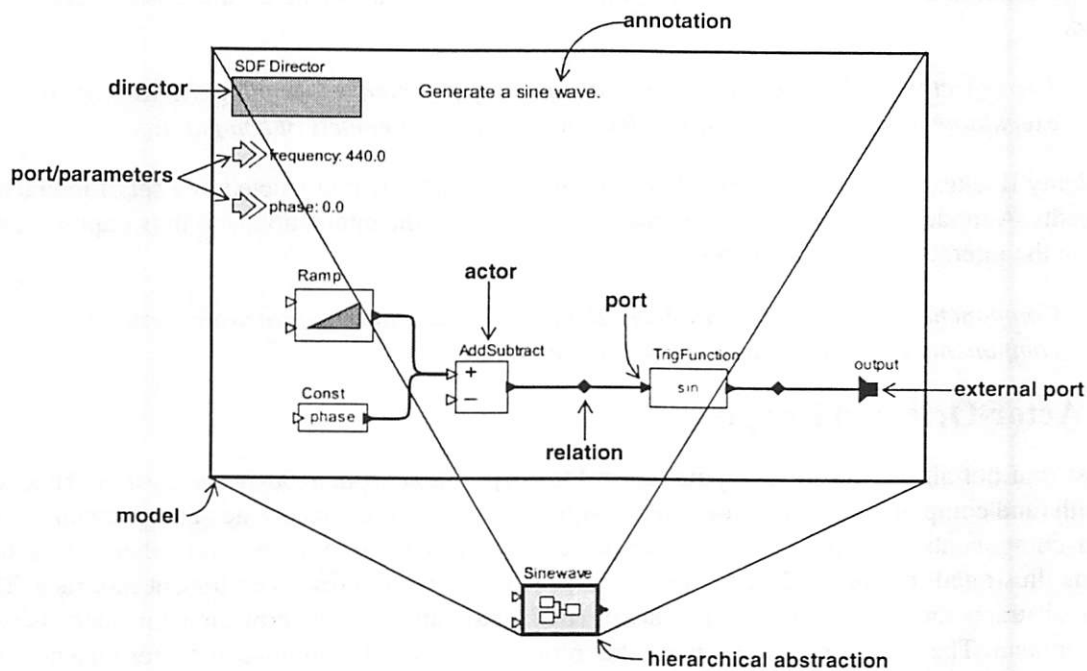 annotation
SDF Director
director
Generate a sine wave.
frequency: 440.0
port/parameters
phase: 0.0
actor
Ramp
port
AddSubtract
TrigFunction
output
+
sin
external port
Const
−
phase
relation
model
Sinewave
hierarchical abstraction